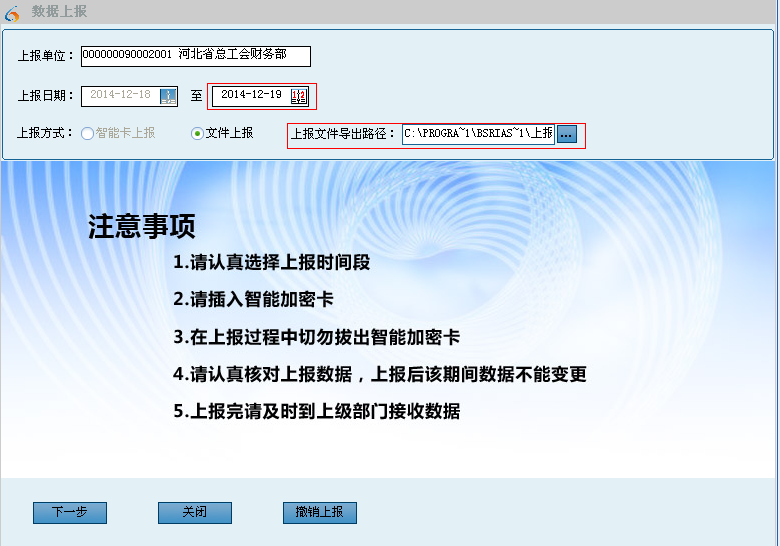 数据上报
上报单位： 000000090002001 河北省总工会财务部
上报日期： 2014-12-18 至 2014-12-19
上报方式： 智能卡上报 文件上报 上报文件导出路径： C:\PROGRA~1\BSRIAS~1\上报 ...
注意事项
1.请认真选择上报时间段
2.请插入智能加密卡
3.在上报过程中切勿拔出智能加密卡
4.请认真核对上报数据，上报后该期间数据不能变更
5.上报完请及时到上级部门接收数据
下一步 关闭 撤销上报